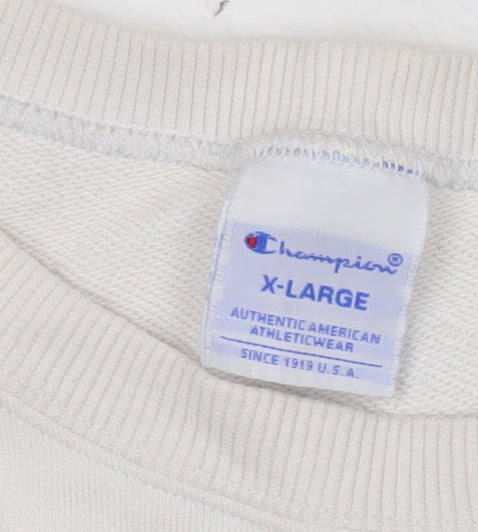 Champion®
X-LARGE
AUTHENTIC AMERICAN
ATHLETICWEAR
SINCE 1919 U.S.A.